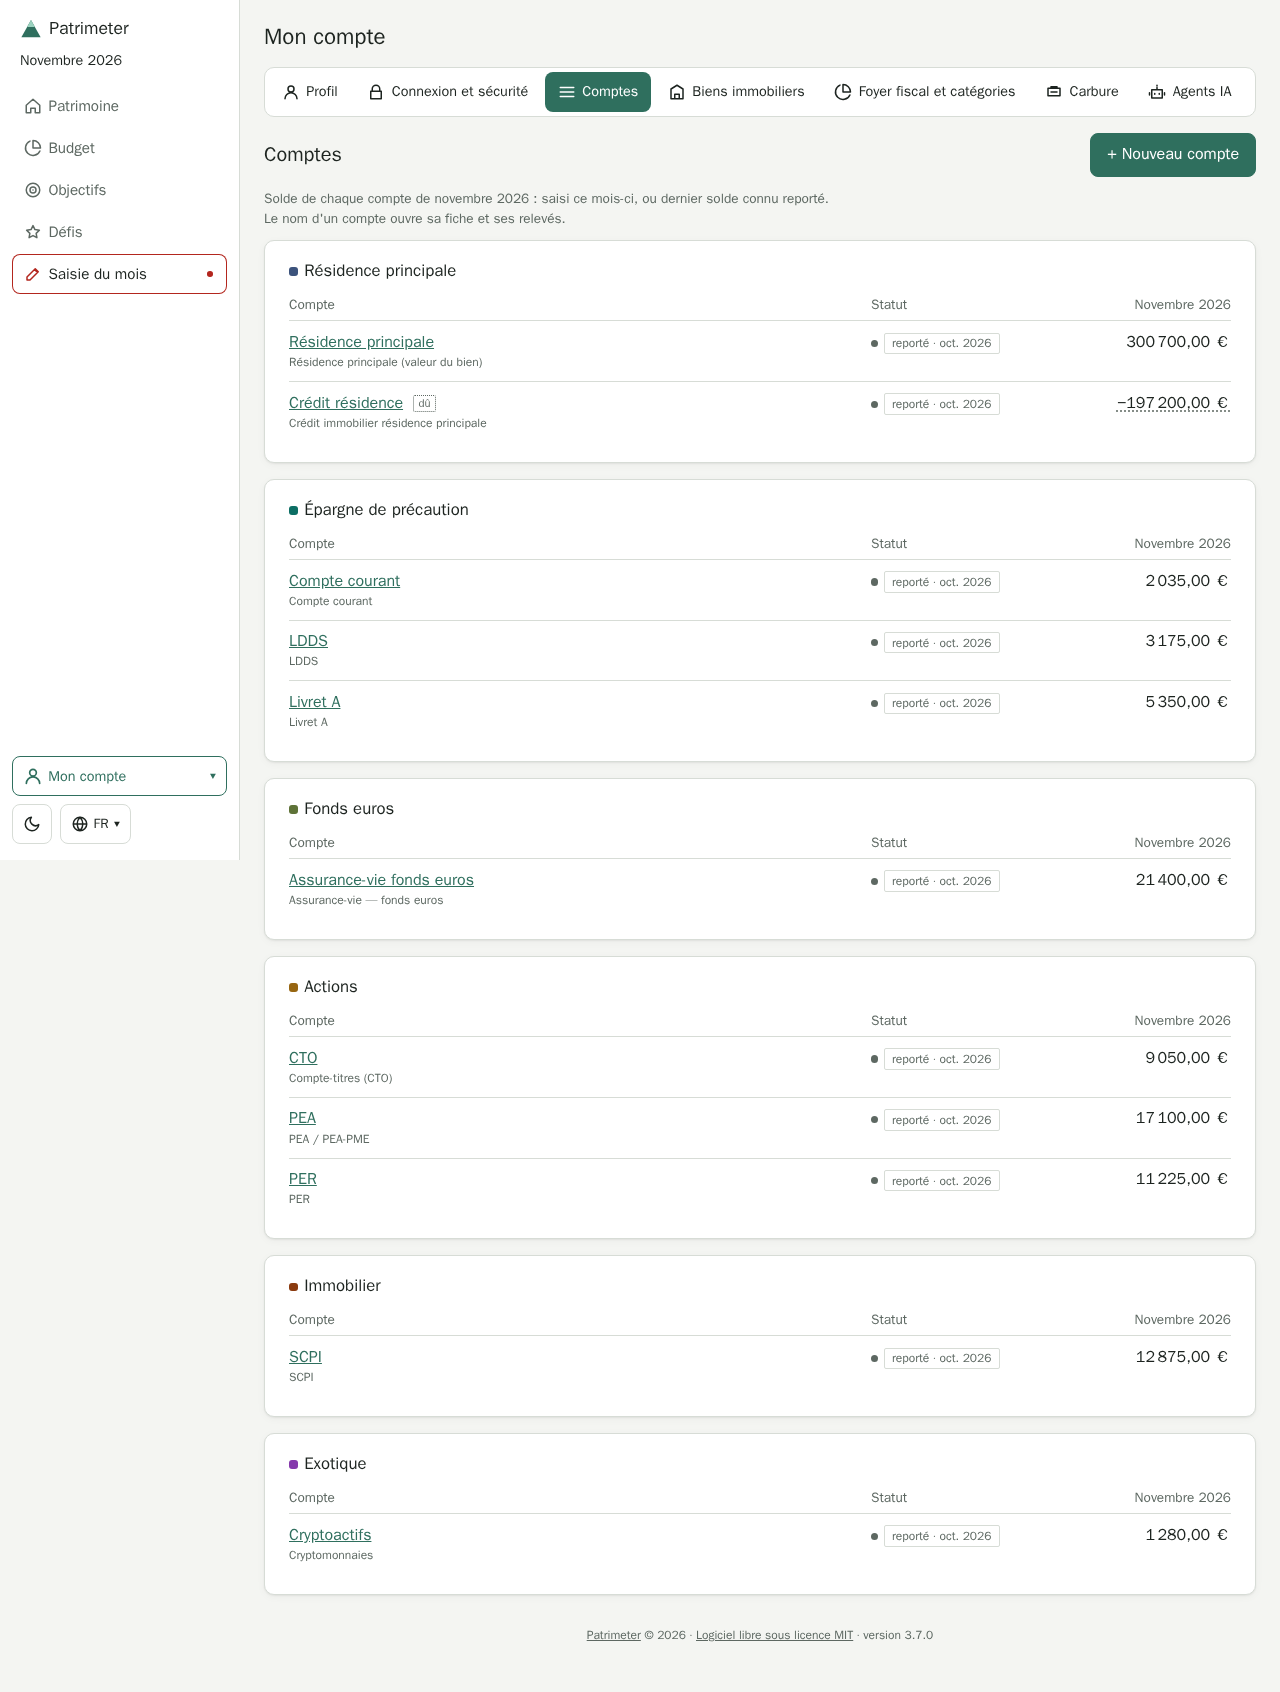 Patrimeter
Novembre 2026
Patrimoine
Budget
Objectifs
Défis
Saisie du mois
Mon compte ▾
FR ▾
Mon compte
Profil
Connexion et sécurité
Comptes
Biens immobiliers
Foyer fiscal et catégories
Carbure
Agents IA
Comptes
+ Nouveau compte
Solde de chaque compte de novembre 2026 : saisi ce mois-ci, ou dernier solde connu reporté.
Le nom d'un compte ouvre sa fiche et ses relevés.
Résidence principale
Compte Statut Novembre 2026
Résidence principale reporté · oct. 2026 300 700,00 €
Résidence principale (valeur du bien)
Crédit résidence dû reporté · oct. 2026 −197 200,00 €
Crédit immobilier résidence principale
Épargne de précaution
Compte Statut Novembre 2026
Compte courant reporté · oct. 2026 2 035,00 €
Compte courant
LDDS reporté · oct. 2026 3 175,00 €
LDDS
Livret A reporté · oct. 2026 5 350,00 €
Livret A
Fonds euros
Compte Statut Novembre 2026
Assurance-vie fonds euros reporté · oct. 2026 21 400,00 €
Assurance-vie — fonds euros
Actions
Compte Statut Novembre 2026
CTO reporté · oct. 2026 9 050,00 €
Compte-titres (CTO)
PEA reporté · oct. 2026 17 100,00 €
PEA / PEA-PME
PER reporté · oct. 2026 11 225,00 €
PER
Immobilier
Compte Statut Novembre 2026
SCPI reporté · oct. 2026 12 875,00 €
SCPI
Exotique
Compte Statut Novembre 2026
Cryptoactifs reporté · oct. 2026 1 280,00 €
Cryptomonnaies
Patrimeter © 2026 · Logiciel libre sous licence MIT · version 3.7.0